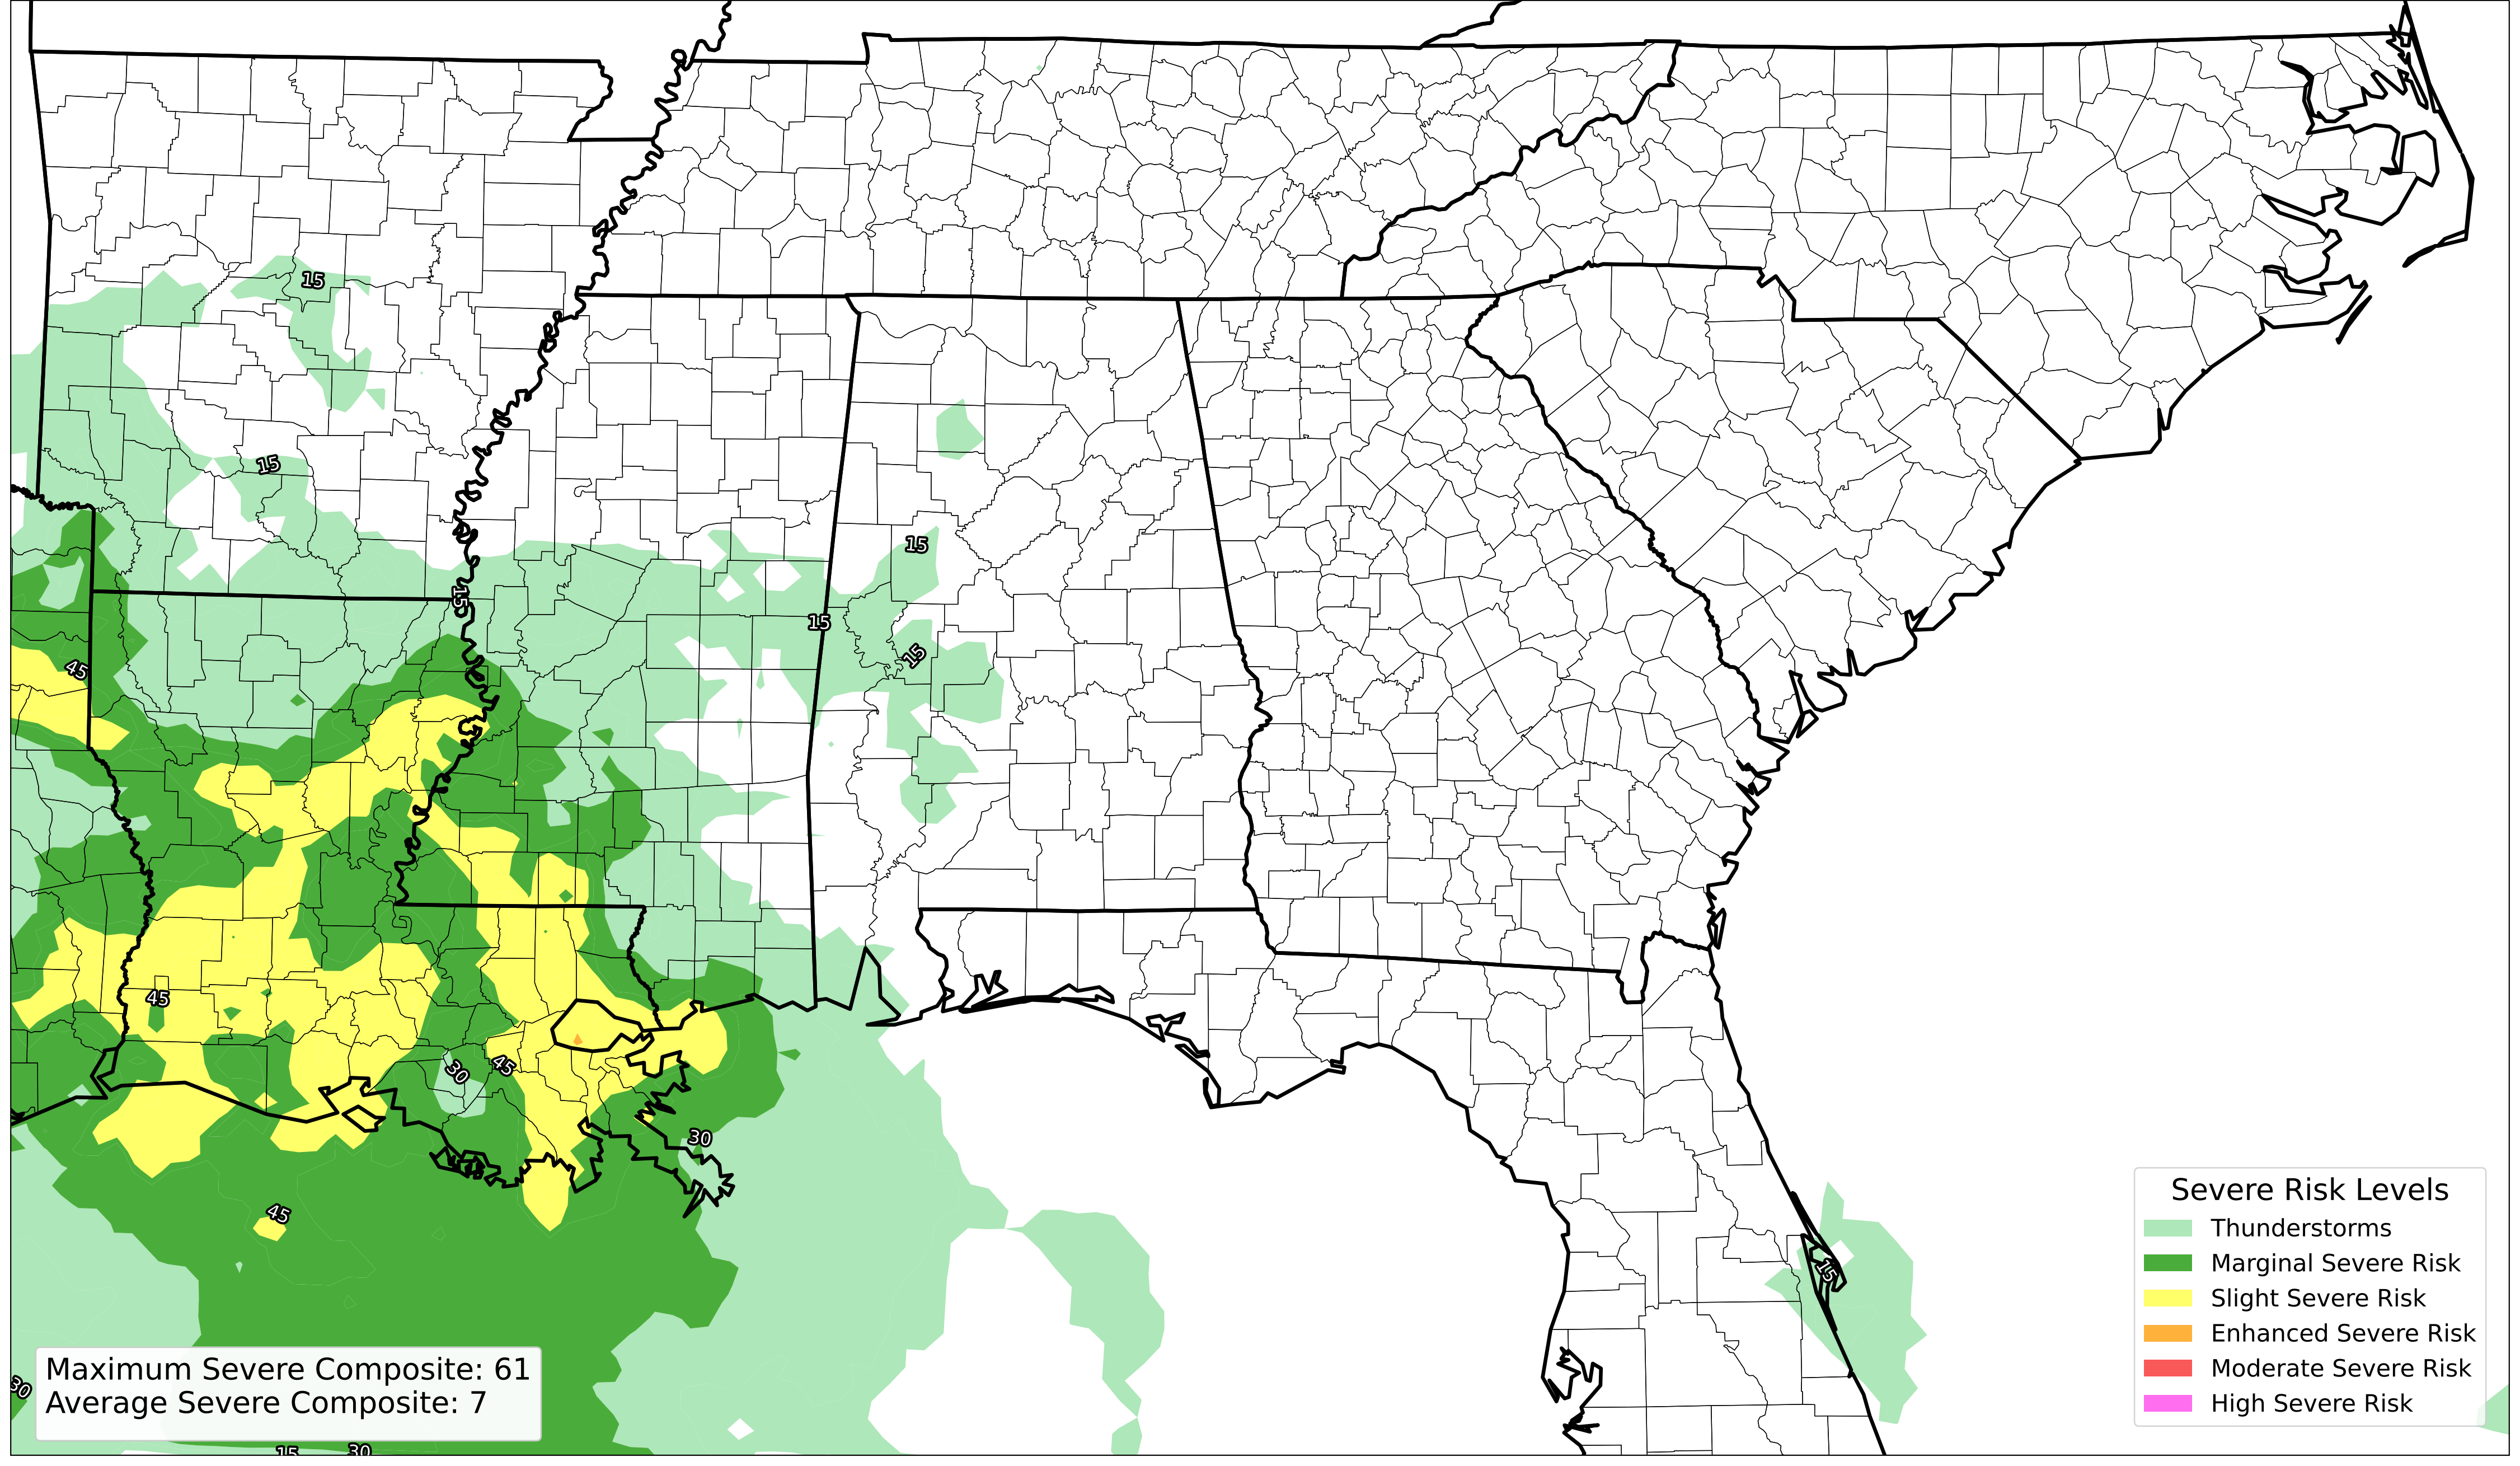 15
15
15
15
15
15
45
45
30
45
30
45
15
30
15
30
Maximum Severe Composite: 61
Average Severe Composite: 7
Severe Risk Levels
Thunderstorms
Marginal Severe Risk
Slight Severe Risk
Enhanced Severe Risk
Moderate Severe Risk
High Severe Risk